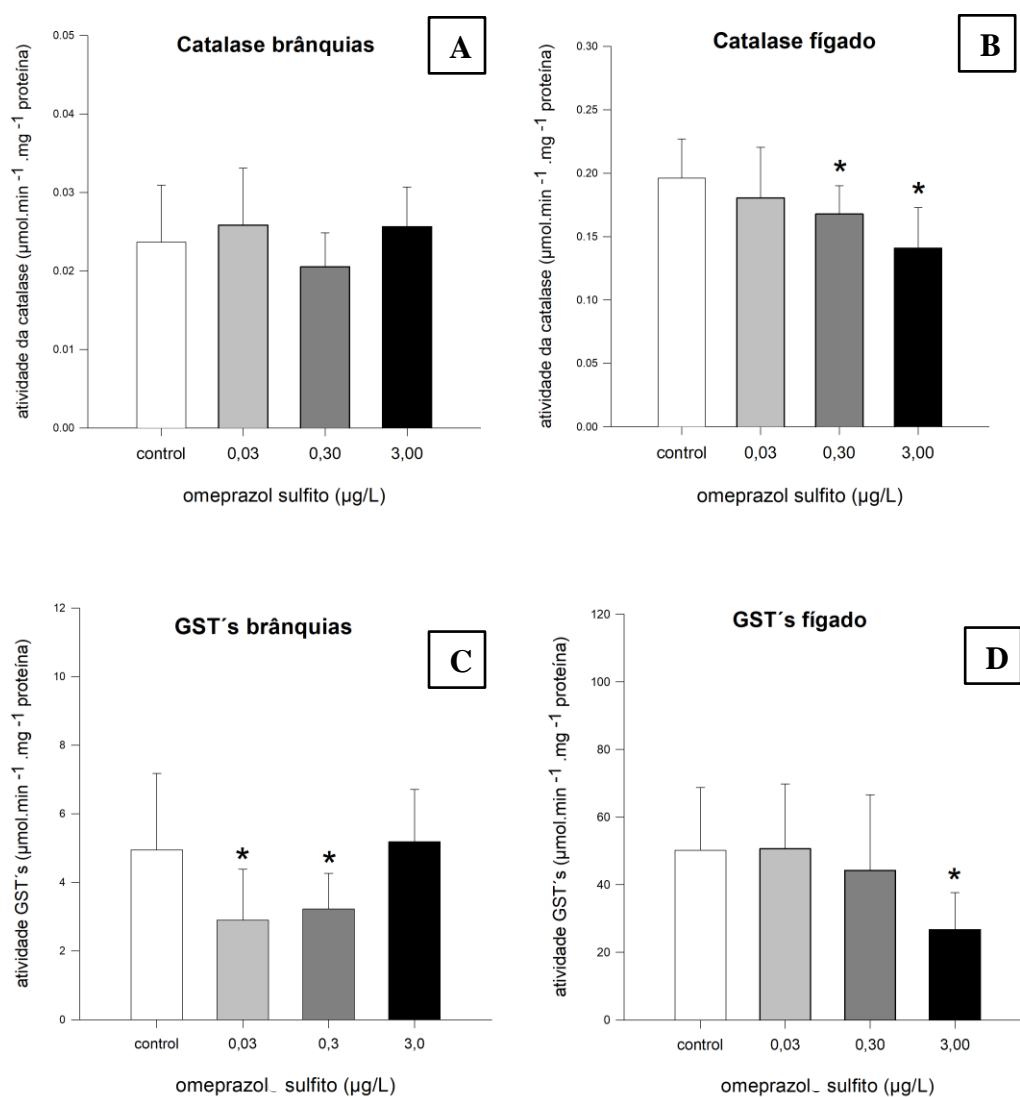 Catalase brânquias
A
atividade da catalase (µmol.min -1 .mg -1 proteína)
0.05
0.04
0.03
0.02
0.01
0.00
control 0,03 0,30 3,00
omeprazol sulfito (µg/L)
Catalase fígado
B
atividade da catalase (µmol.min -1 .mg -1 proteína)
0.30
0.25
0.20
0.15
0.10
0.05
0.00
* *
control 0,03 0,30 3,00
omeprazol sulfito (µg/L)
GST´s brânquias
C
atividade GST´s (µmol.min -1 .mg -1 proteína)
12
10
8
6
4
2
0
* *
control 0,03 0,3 3,0
omeprazol_ sulfito (µg/L)
GST´s fígado
D
atividade GST´s (µmol.min -1 .mg -1 proteína)
120
100
80
60
40
20
0
*
control 0,03 0,30 3,00
omeprazol_ sulfito (µg/L)